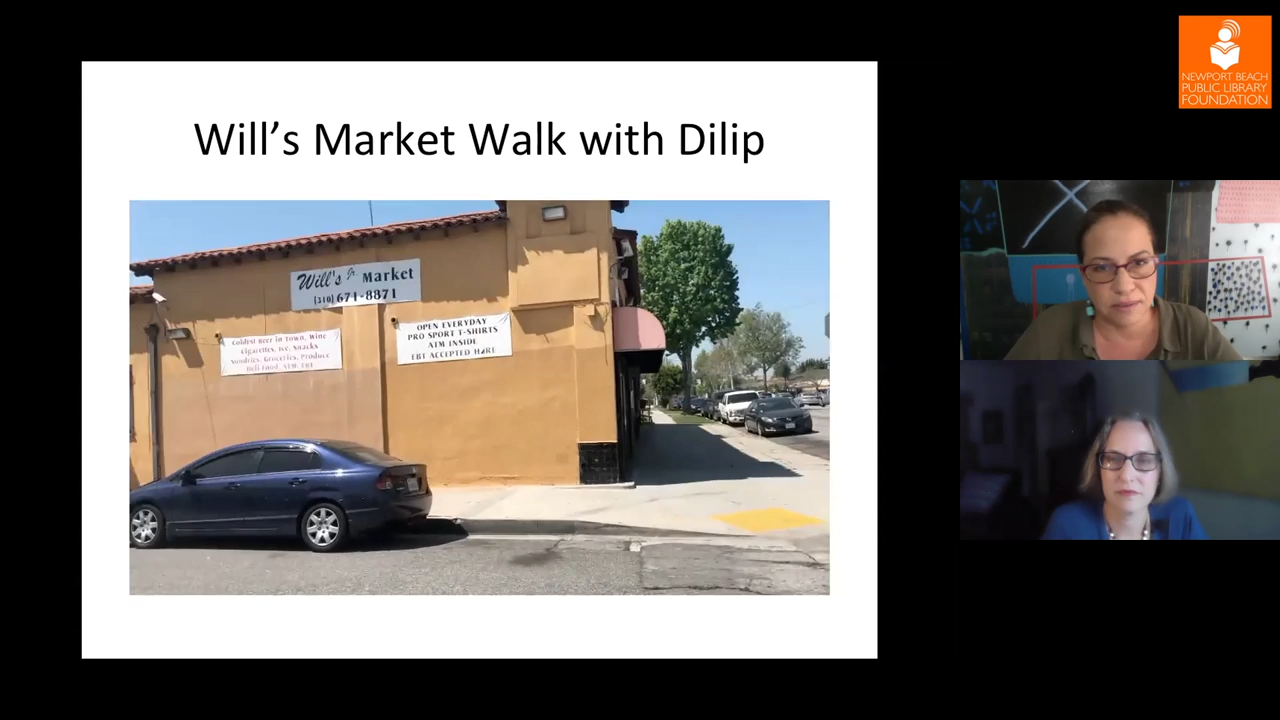 NEWPORT BEACH
PUBLIC LIBRARY
FOUNDATION
Will's Market Walk with Dilip
Will's Jr. Market
(310) 671-8871
Coldest Beer in Town, Wine
Cigarettes, Ice, Snacks
Sundries, Groceries, Produce
Deli Food, ATM, EBT
OPEN EVERYDAY
PRO SPORT T-SHIRTS
ATM INSIDE
EBT ACCEPTED HERE